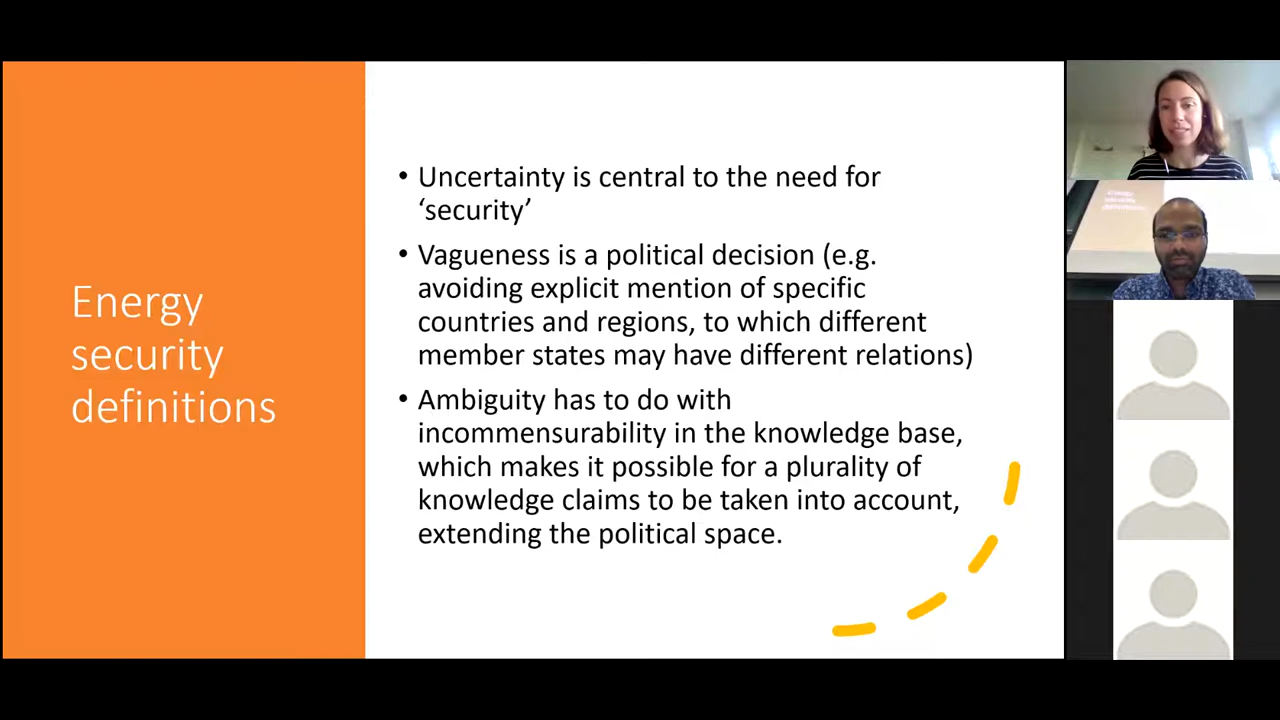 Energy
security
definitions
• Uncertainty is central to the need for
‘security’
• Vagueness is a political decision (e.g.
avoiding explicit mention of specific
countries and regions, to which different
member states may have different relations)
• Ambiguity has to do with
incommensurability in the knowledge base,
which makes it possible for a plurality of
knowledge claims to be taken into account,
extending the political space.
Energy
security
definitions